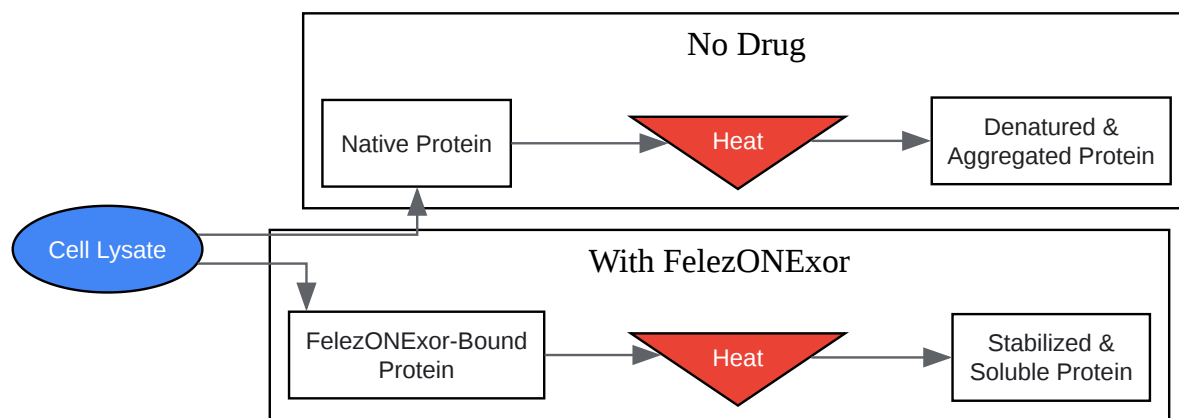 No Drug
Native Protein
Heat
Denatured &
Aggregated Protein
Cell Lysate
With FelezONExor
FelezONExor-Bound
Protein
Heat
Stabilized &
Soluble Protein